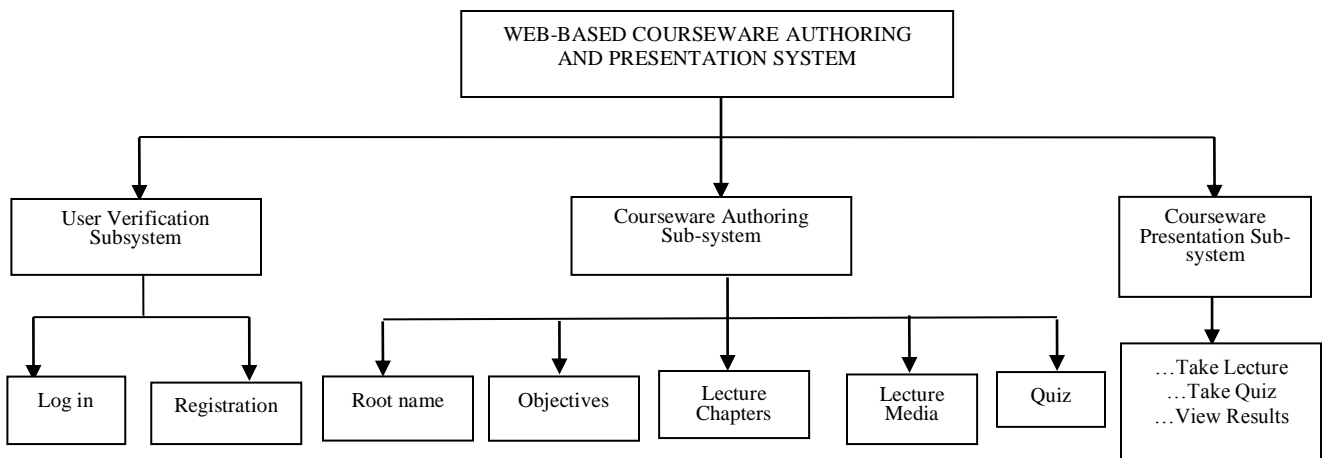 WEB-BASED COURSEWARE AUTHORING
AND PRESENTATION SYSTEM
User Verification
Subsystem
Courseware Authoring
Sub-system
Courseware
Presentation Sub-
system
Log in
Registration
Root name
Objectives
Lecture
Chapters
Lecture
Media
Quiz
…Take Lecture
…Take Quiz
…View Results